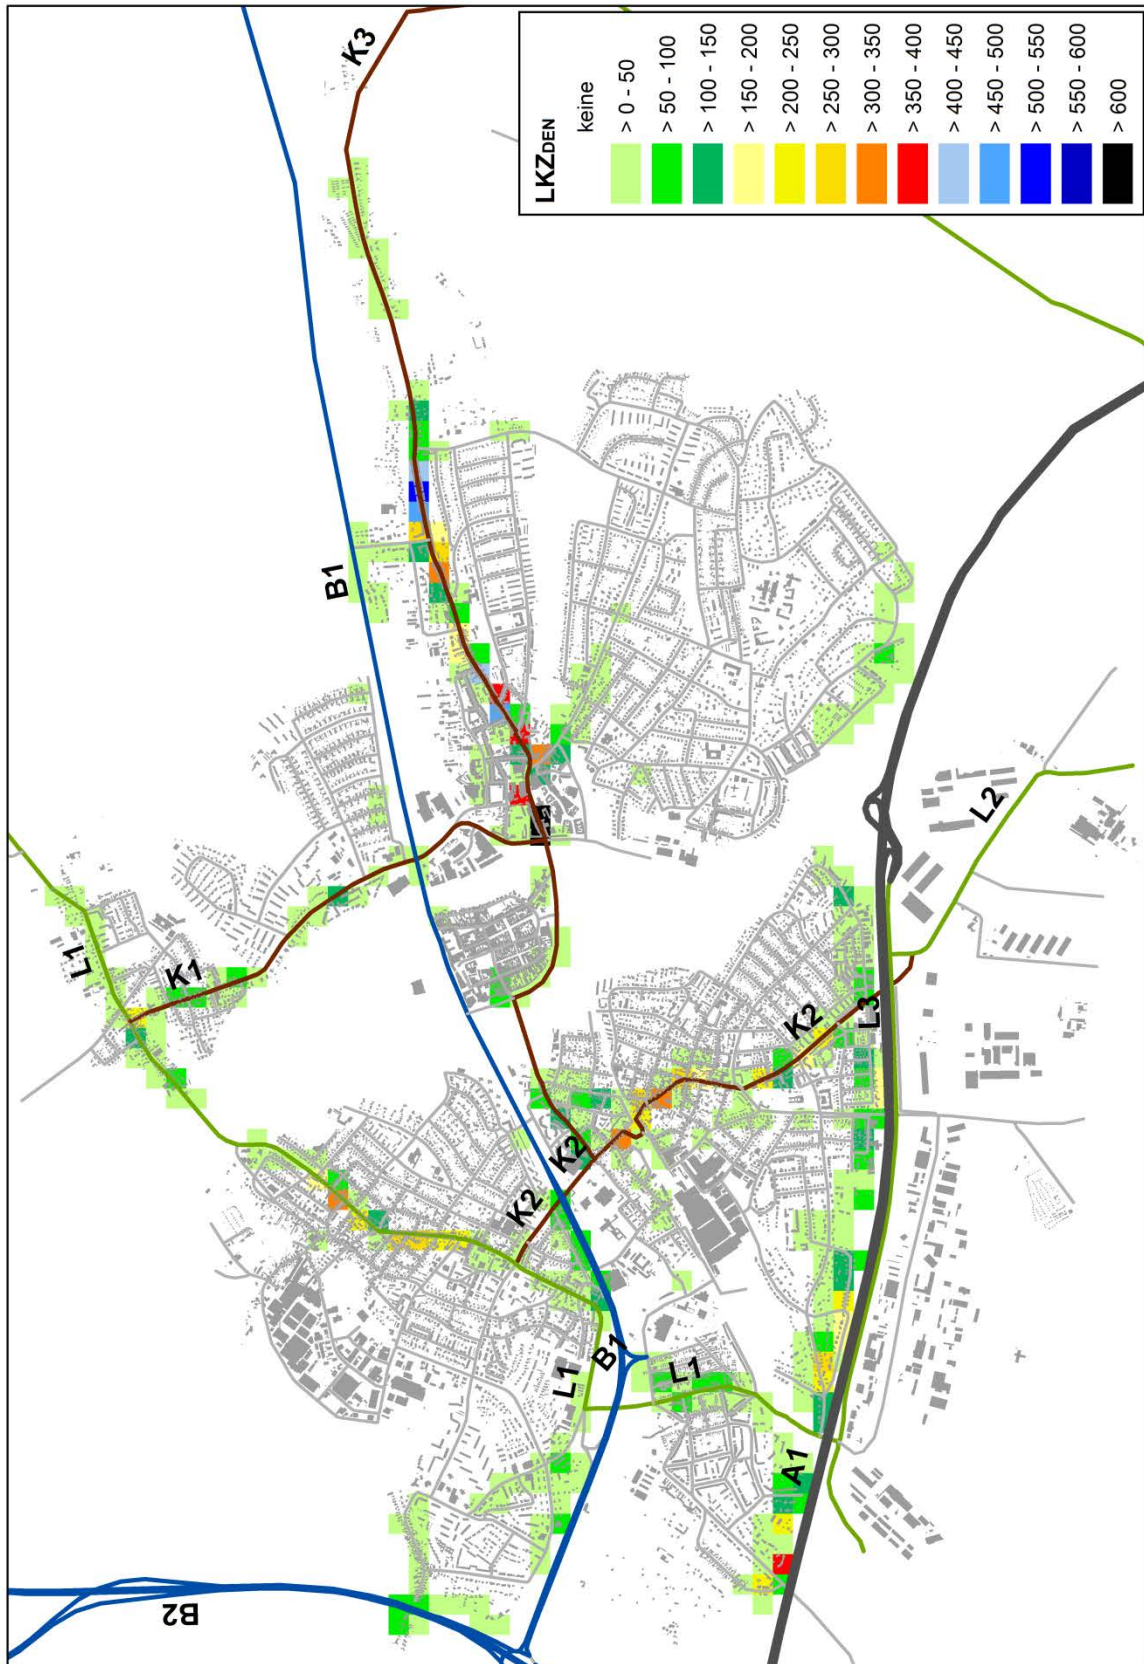 LKZDEN
keine
> 0 - 50
> 50 - 100
> 100 - 150
> 150 - 200
> 200 - 250
> 250 - 300
> 300 - 350
> 350 - 400
> 400 - 450
> 450 - 500
> 500 - 550
> 550 - 600
> 600
K3
B1
L1
K1
K2
K2
K2
L3
L2
B1
L1
L1
A1
B2